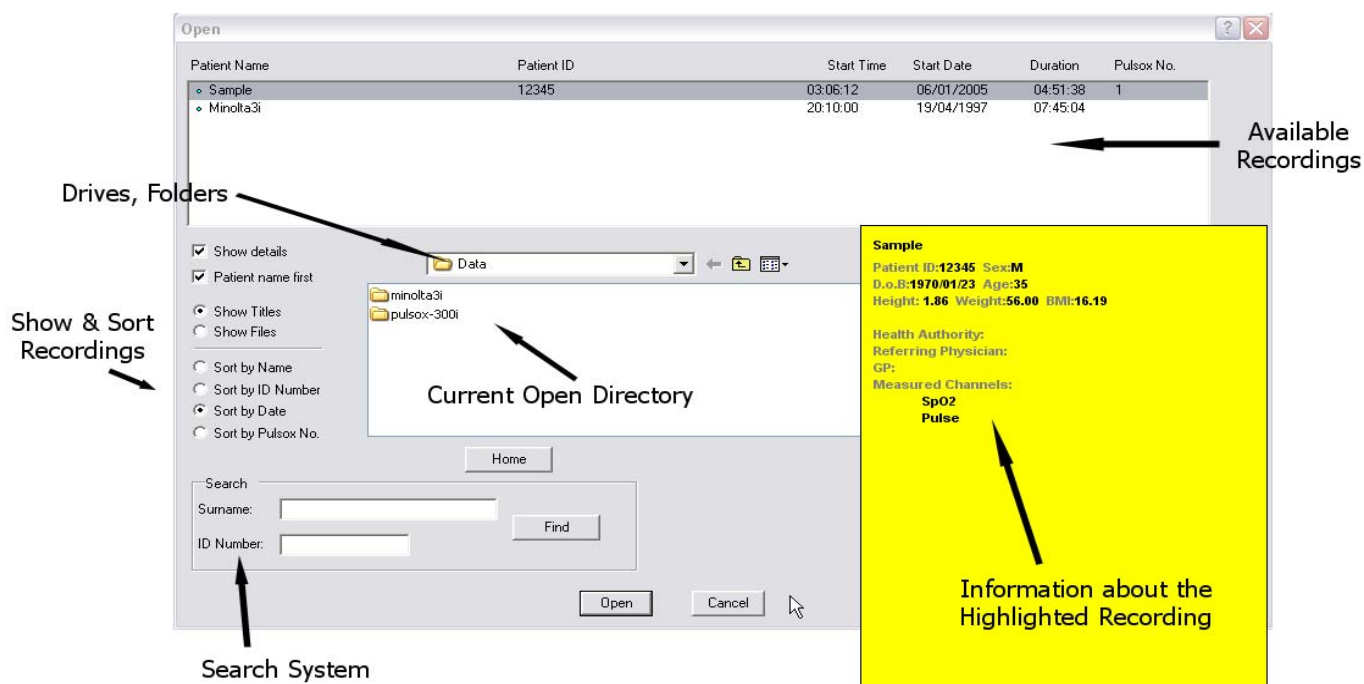 Open
Patient Name Patient ID Start Time Start Date Duration Pulsox No.
Sample 12345 03:06:12 06/01/2005 04:51:38 1
Minolta3i 20:10:00 19/04/1997 07:45:04
Available
Recordings
Drives, Folders
Show details
Patient name first
Show Titles
Show Files
Sort by Name
Sort by ID Number
Sort by Date
Sort by Pulsox No.
Show & Sort
Recordings
Data
minolta3i
pulsox-300i
Current Open Directory
Home
Search
Surname:
ID Number:
Find
Open Cancel
Search System
Sample
Patient ID:12345 Sex:M
D.o.B:1970/01/23 Age:35
Height: 1.86 Weight:56.00 BMI:16.19
Health Authority:
Referring Physician:
GP:
Measured Channels:
SpO2
Pulse
Information about the
Highlighted Recording